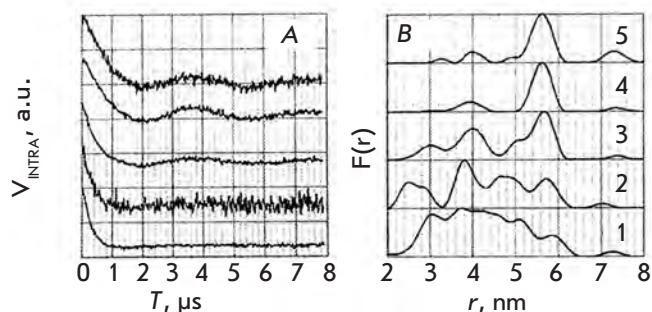 A
V_INTRA, a.u.
0 1 2 3 4 5 6 7 8
T, μs
B
F(r)
5
4
3
2
1
2 3 4 5 6 7 8
r, nm